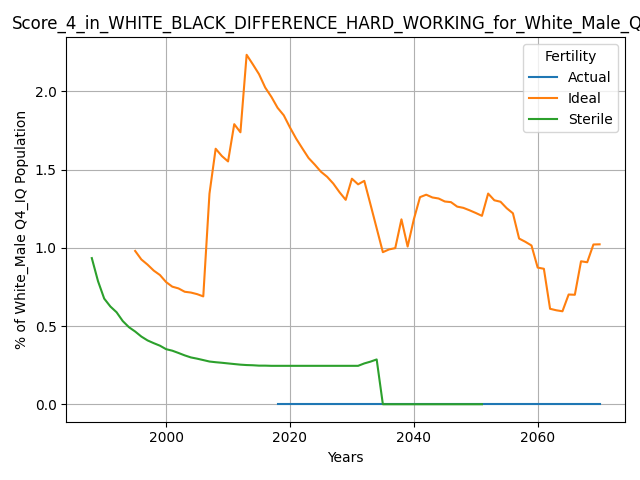 Score_4_in_WHITE_BLACK_DIFFERENCE_HARD_WORKING_for_White_Male_Q
Fertility
Actual
Ideal
Sterile
% of White_Male Q4_IQ Population
2.0
1.5
1.0
0.5
0.0
2000 2020 2040 2060
Years